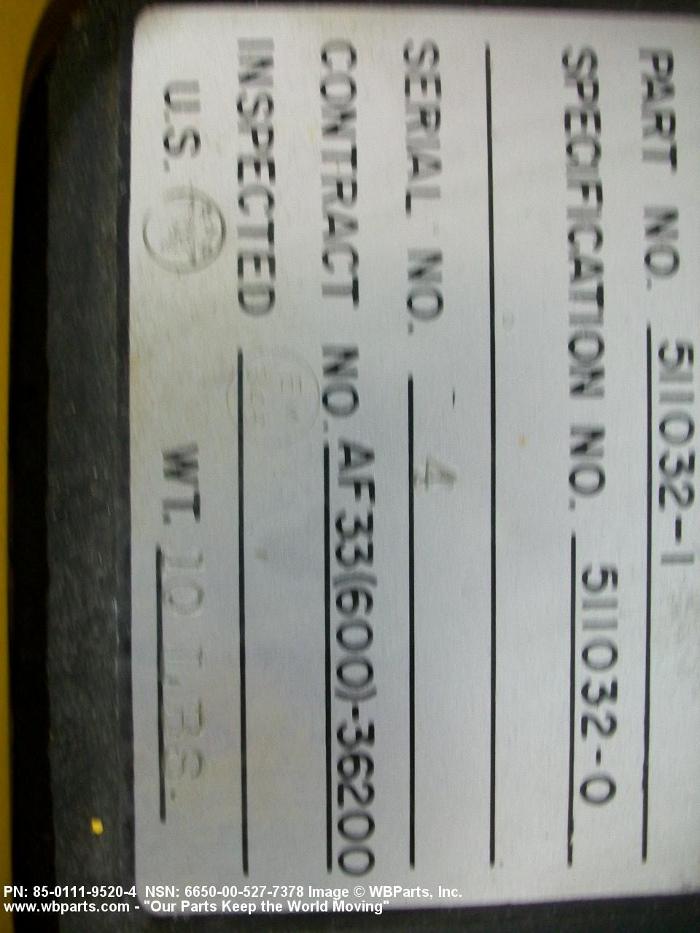 PART NO. 511032-1
SPECIFICATION NO. 511032-0
SERIAL NO. 4
CONTRACT NO. AF33(600)-36200
INSPECTED
U.S. WT. 10 LBS.
PN: 85-0111-9520-4 NSN: 6650-00-527-7378 Image © WBParts, Inc.
www.wbparts.com - "Our Parts Keep the World Moving"